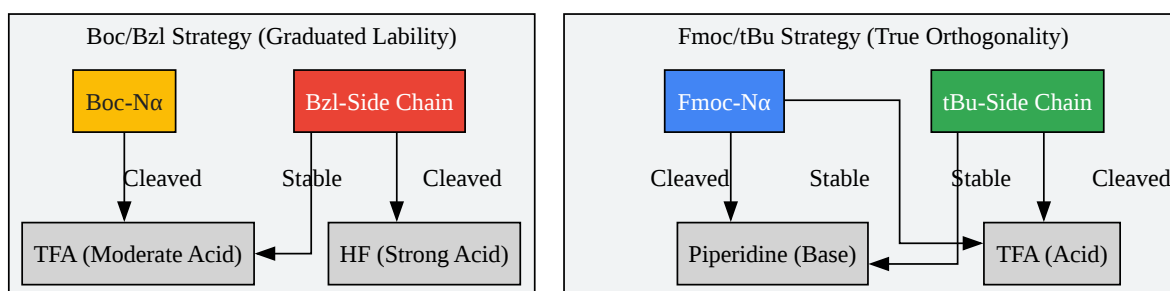 Boc/Bzl Strategy (Graduated Lability)
Boc-Nα
Bzl-Side Chain
Cleaved
Stable
Cleaved
TFA (Moderate Acid)
HF (Strong Acid)
Fmoc/tBu Strategy (True Orthogonality)
Fmoc-Nα
tBu-Side Chain
Cleaved
Stable
Stable
Cleaved
Piperidine (Base)
TFA (Acid)